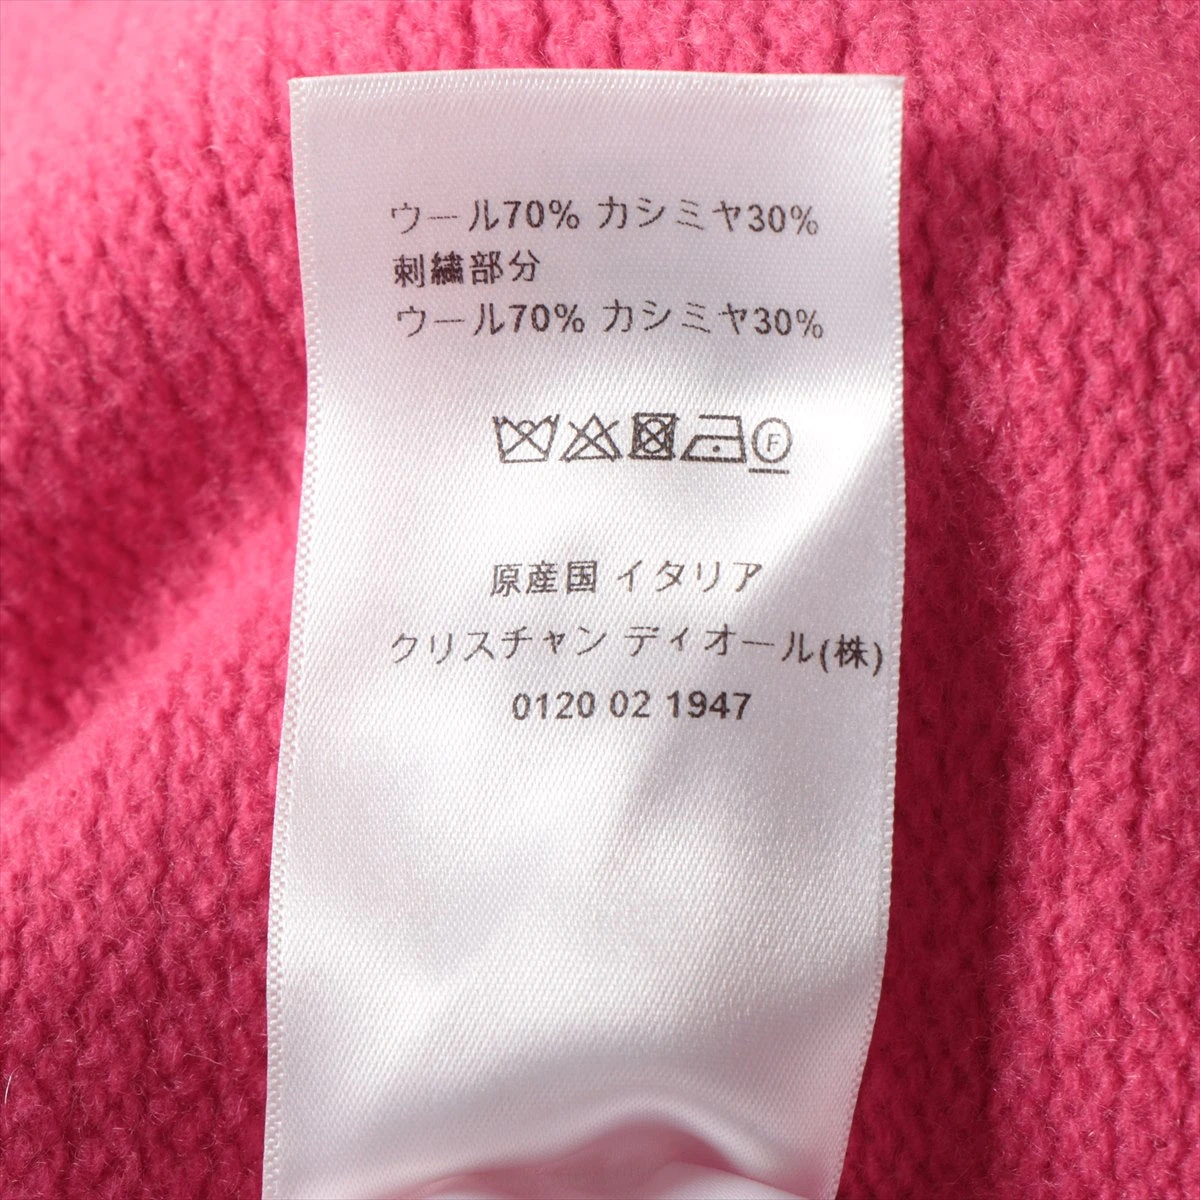 ウール70% カシミヤ30%
刺繍部分
ウール70% カシミヤ30%
F
原産国 イタリア
クリスチャン ディオール(株)
0120 02 1947